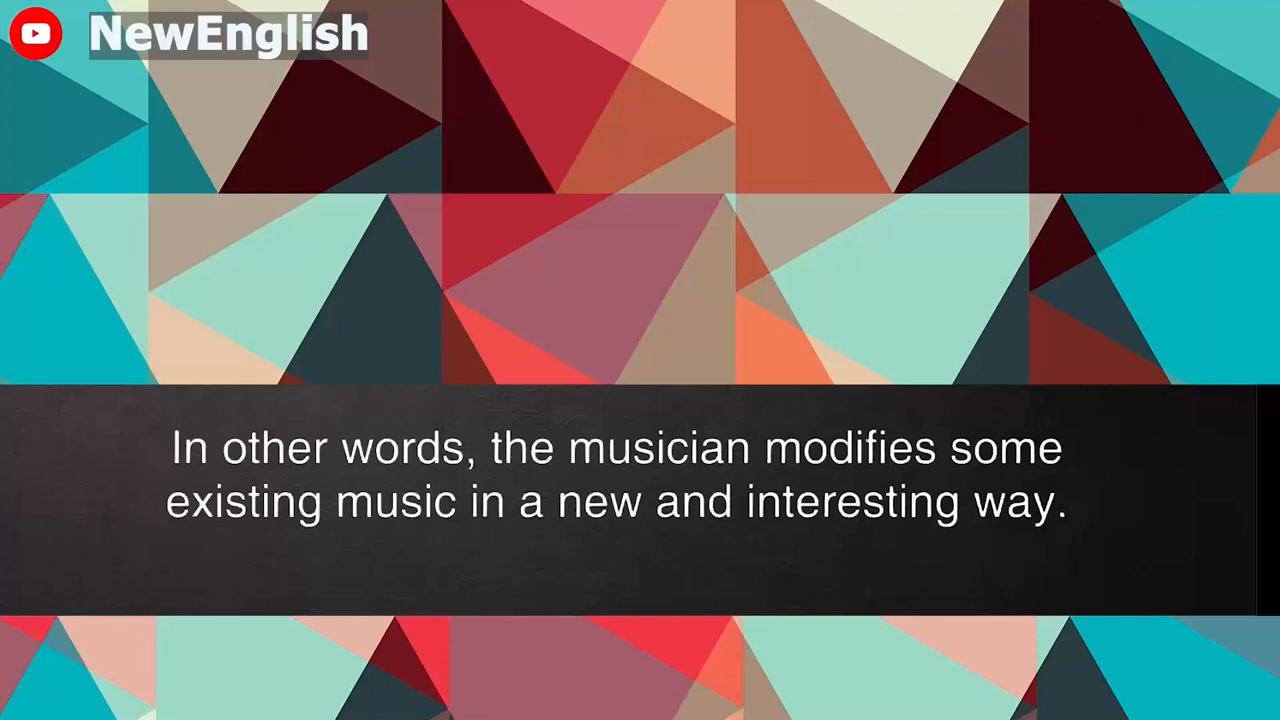 NewEnglish
In other words, the musician modifies some
existing music in a new and interesting way.